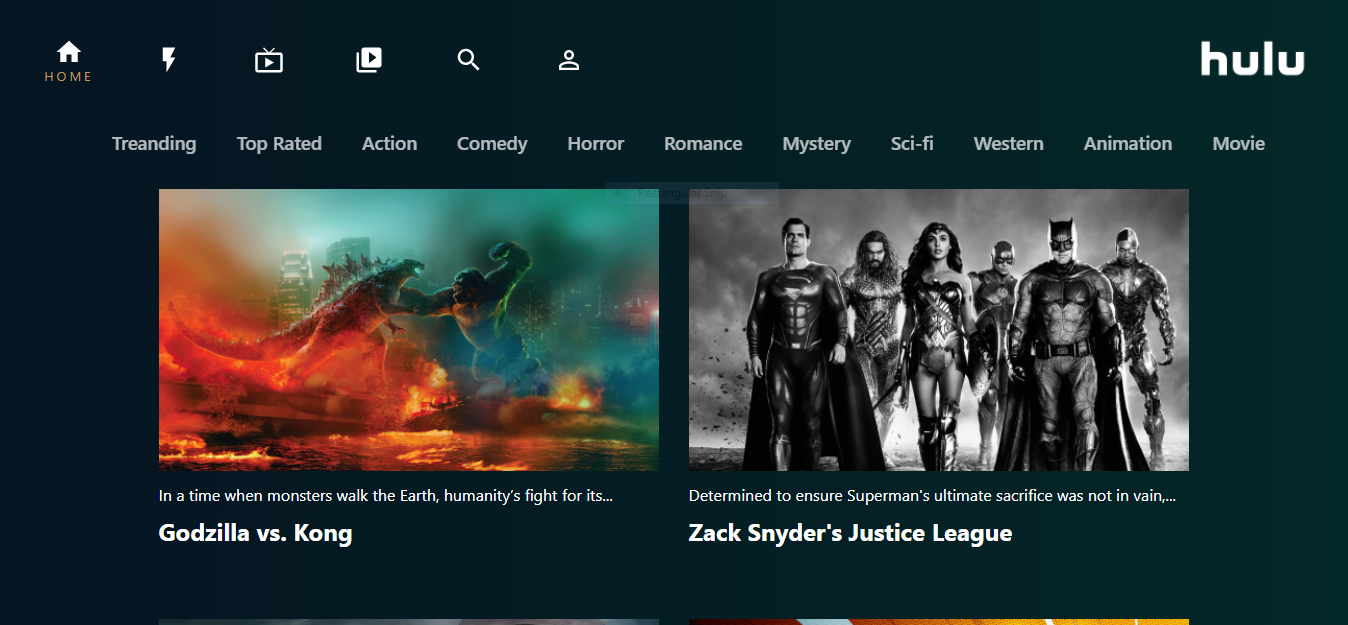 HOME
hulu
Treanding Top Rated Action Comedy Horror Romance Mystery Sci-fi Western Animation Movie
Rectangular Snip
In a time when monsters walk the Earth, humanity’s fight for its...
Godzilla vs. Kong
Determined to ensure Superman's ultimate sacrifice was not in vain,...
Zack Snyder's Justice League